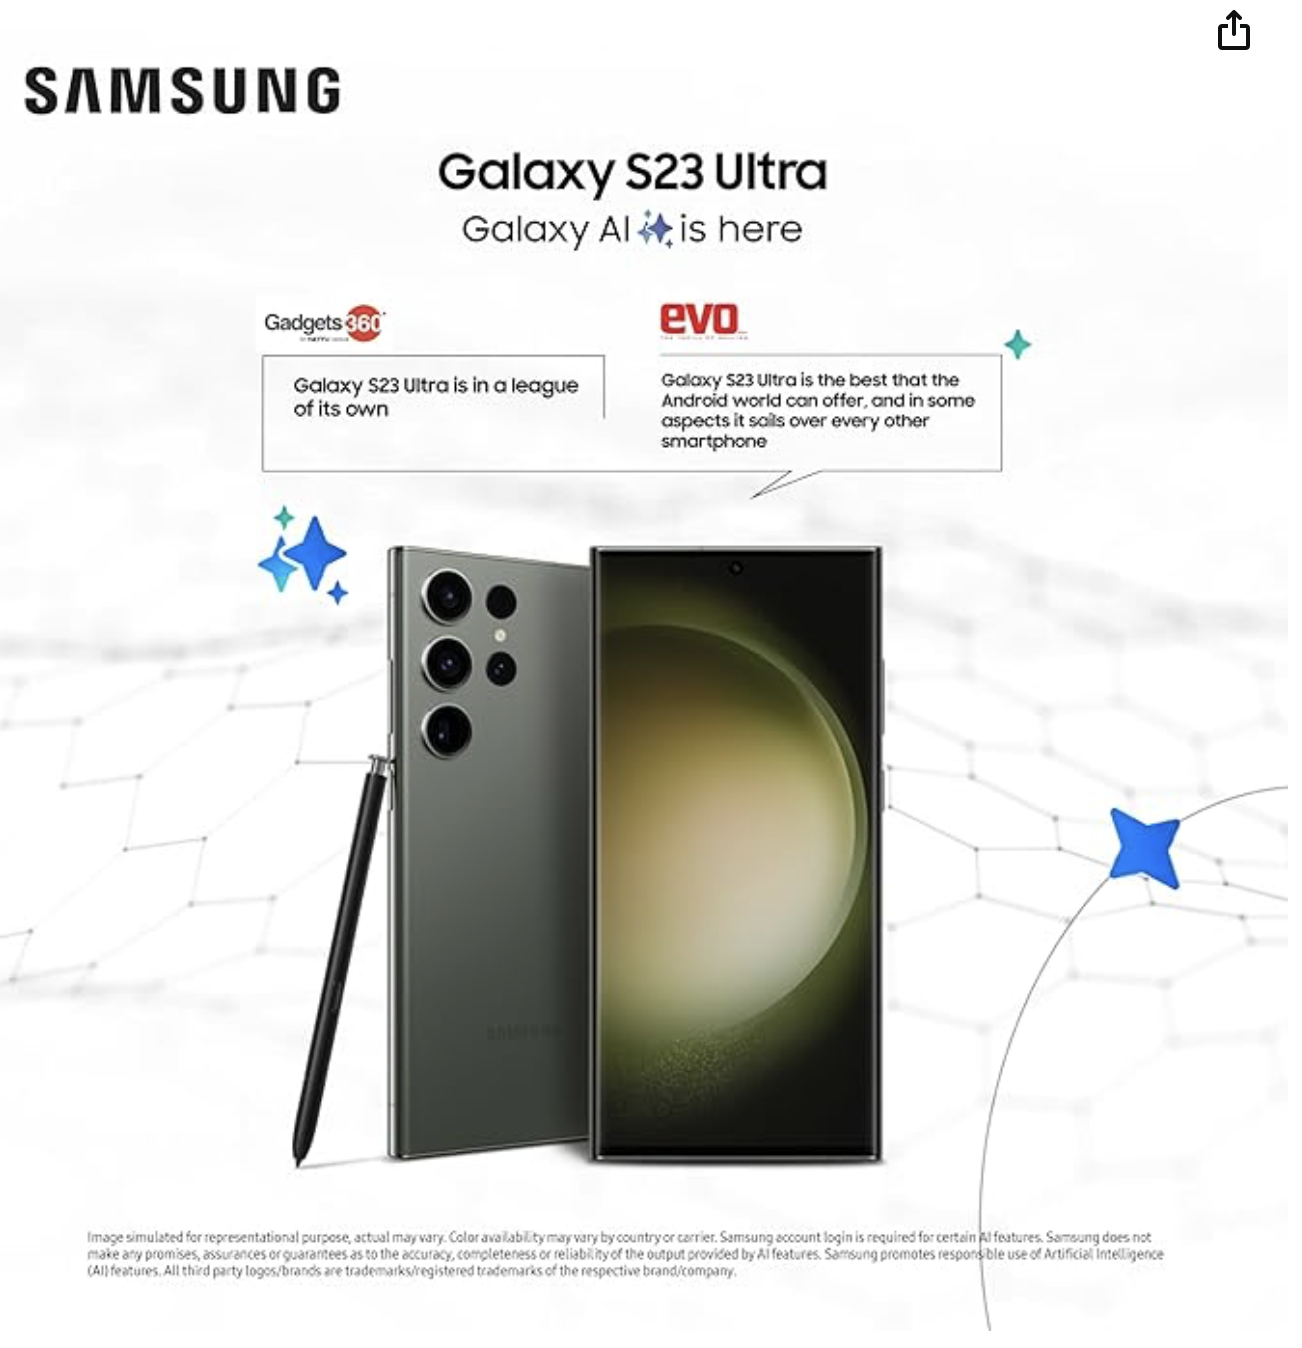 SAMSUNG
Galaxy S23 Ultra
Galaxy AI is here
Gadgets 360
Galaxy S23 Ultra is in a league
of its own
evo
Galaxy S23 Ultra is the best that the
Android world can offer, and in some
aspects it sails over every other
smartphone
SAMSUNG
Image simulated for representational purpose, actual may vary. Color availability may vary by country or carrier. Samsung account login is required for certain AI features. Samsung does not
make any promises, assurances or guarantees as to the accuracy, completeness or reliability of the output provided by AI features. Samsung promotes responsible use of Artificial Intelligence
(AI) features. All third party logos/brands are trademarks/registered trademarks of the respective brand/company.